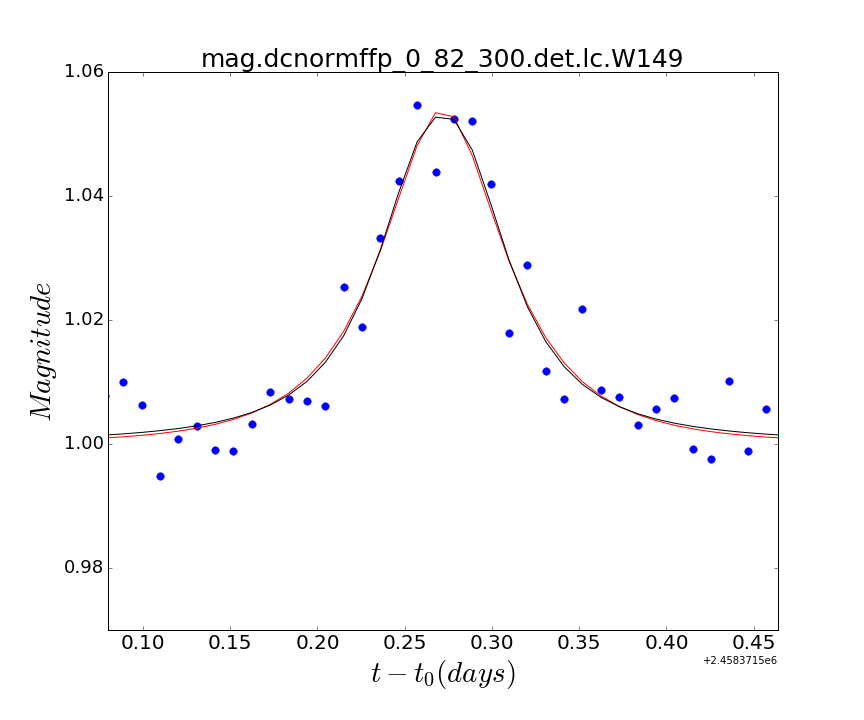 mag.dcnormffp_0_82_300.det.lc.W149
1.06
1.04
1.02
1.00
0.98
Magnitude
0.10 0.15 0.20 0.25 0.30 0.35 0.40 0.45
+2.4583715e6
t − t₀(days)